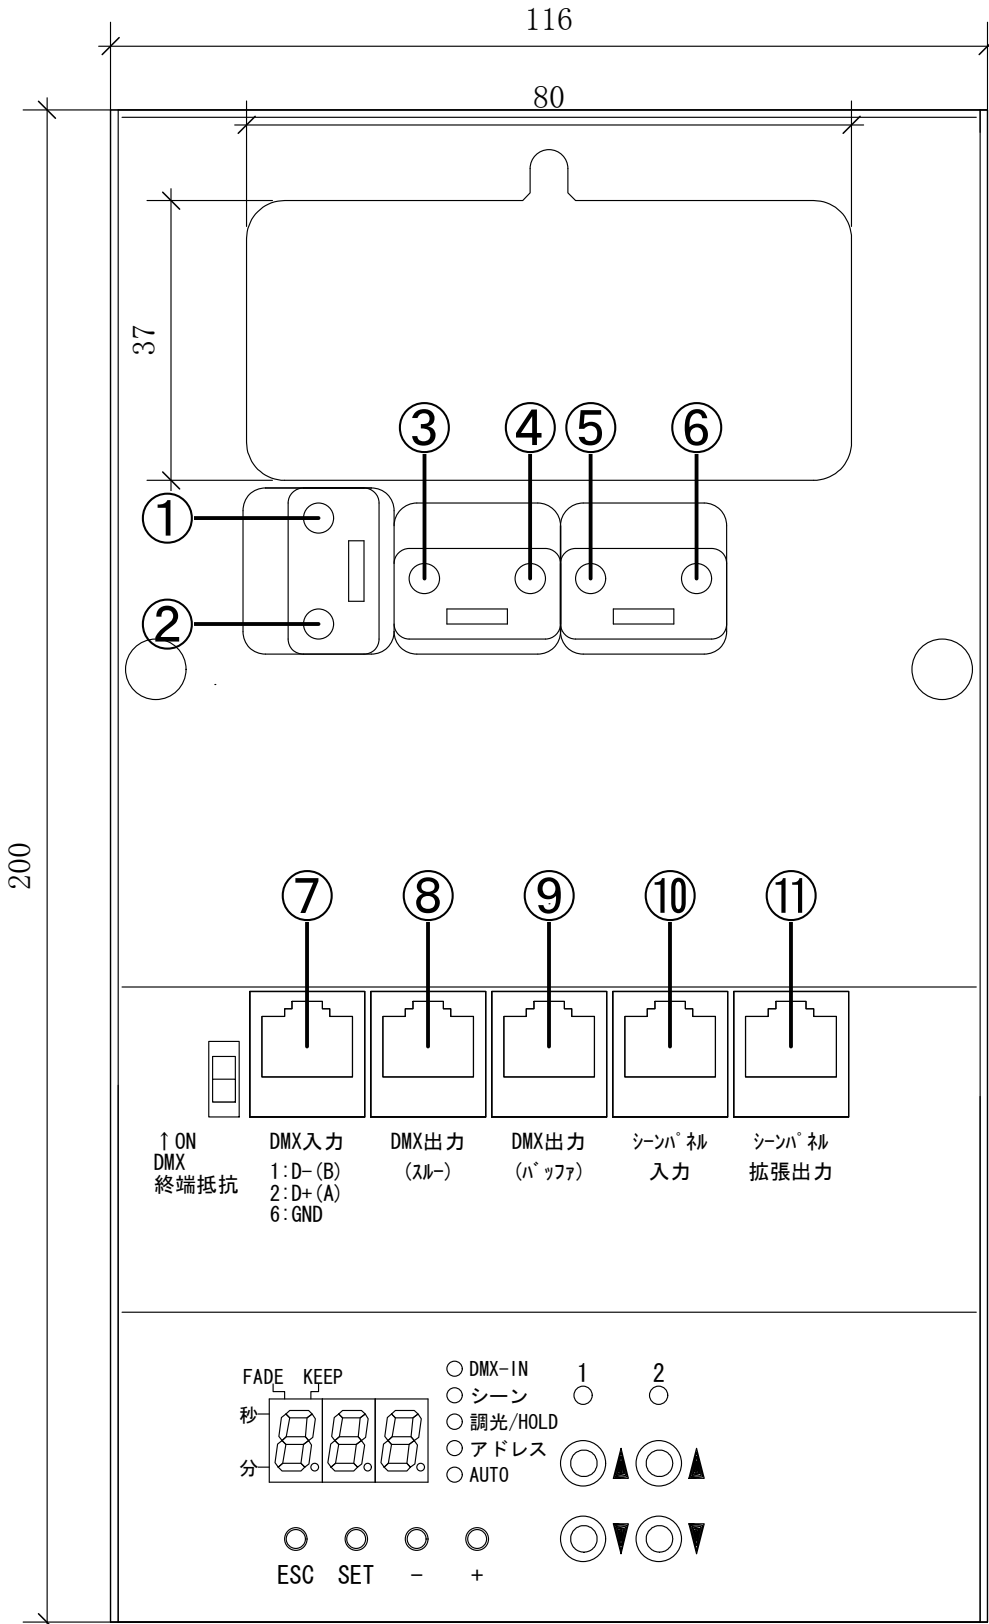 116
80
37
③ ④ ⑤ ⑥
①
②
200
⑦ ⑧ ⑨ ⑩ ⑪
↑ON
DMX
終端抵抗
DMX入力
1:D-(B)
2:D+(A)
6:GND
DMX出力
(ｽﾙｰ)
DMX出力
(ﾊﾞｯﾌｧ)
ｼｰﾝﾊﾟﾈﾙ
入力
ｼｰﾝﾊﾟﾈﾙ
拡張出力
FADE KEEP
秒
分
8.8.8.
DMX-IN
シーン
調光/HOLD
アドレス
AUTO
1 2
▲ ▲
▼ ▼
ESC SET - +